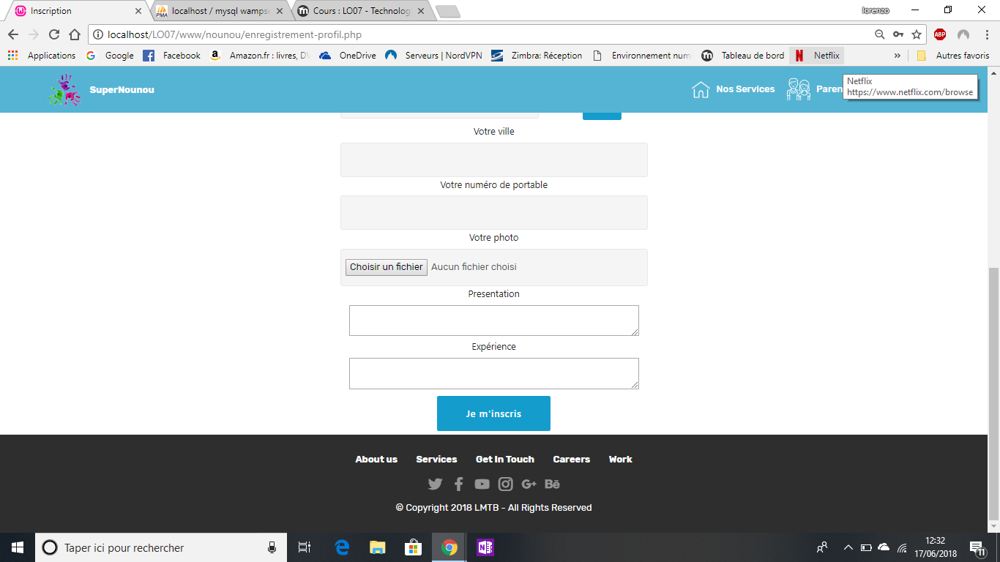 Inscription
localhost / mysql wampse
Cours : LO07 - Technolog
lorenzo
localhost/LO07/www/nounou/enregistrement-profil.php
ABP
Applications
Google
Facebook
Amazon.fr : livres, DV
OneDrive
Serveurs | NordVPN
Zimbra: Réception
Environnement num
Tableau de bord
Netflix
Autres favoris
SuperNounou
Nos Services
Paren
Netflix
https://www.netflix.com/browse
Votre ville
Votre numéro de portable
Votre photo
Choisir un fichier Aucun fichier choisi
Presentation
Expérience
Je m'inscris
About us Services Get In Touch Careers Work
© Copyright 2018 LMTB - All Rights Reserved
Taper ici pour rechercher
12:32
17/06/2018
11